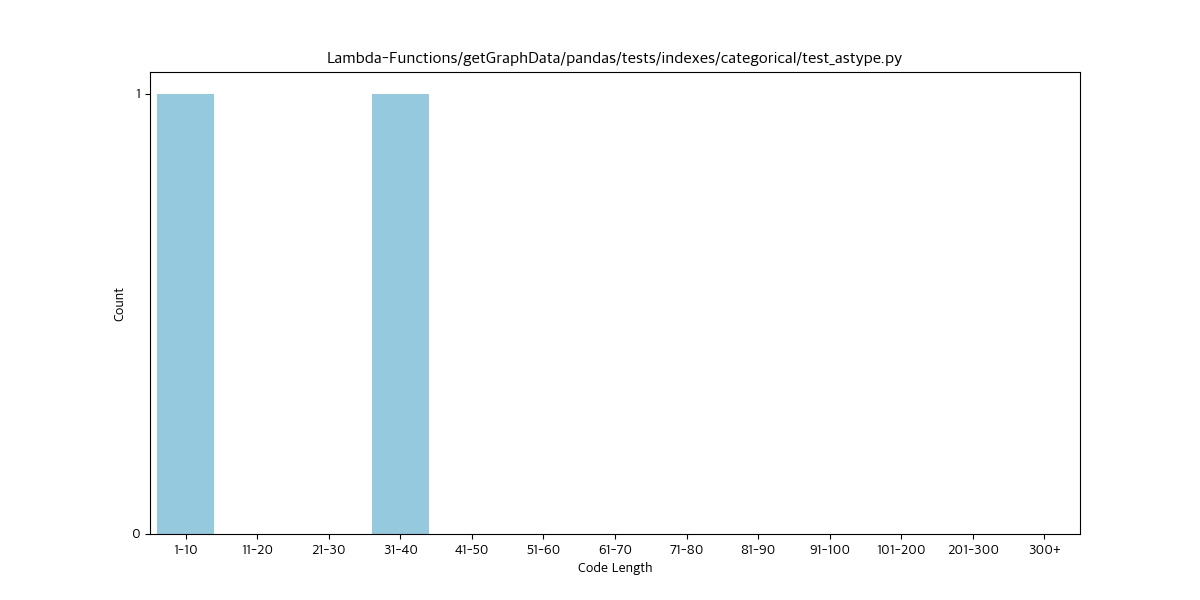 Lambda-Functions/getGraphData/pandas/tests/indexes/categorical/test_astype.py
1
Count
0
1-10 11-20 21-30 31-40 41-50 51-60 61-70 71-80 81-90 91-100 101-200 201-300 300+
Code Length